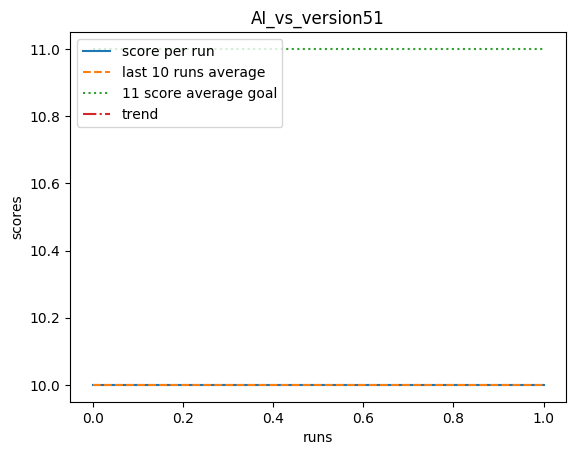 AI_vs_version51
score per run
last 10 runs average
11 score average goal
trend
scores
11.0
10.8
10.6
10.4
10.2
10.0
0.0 0.2 0.4 0.6 0.8 1.0
runs